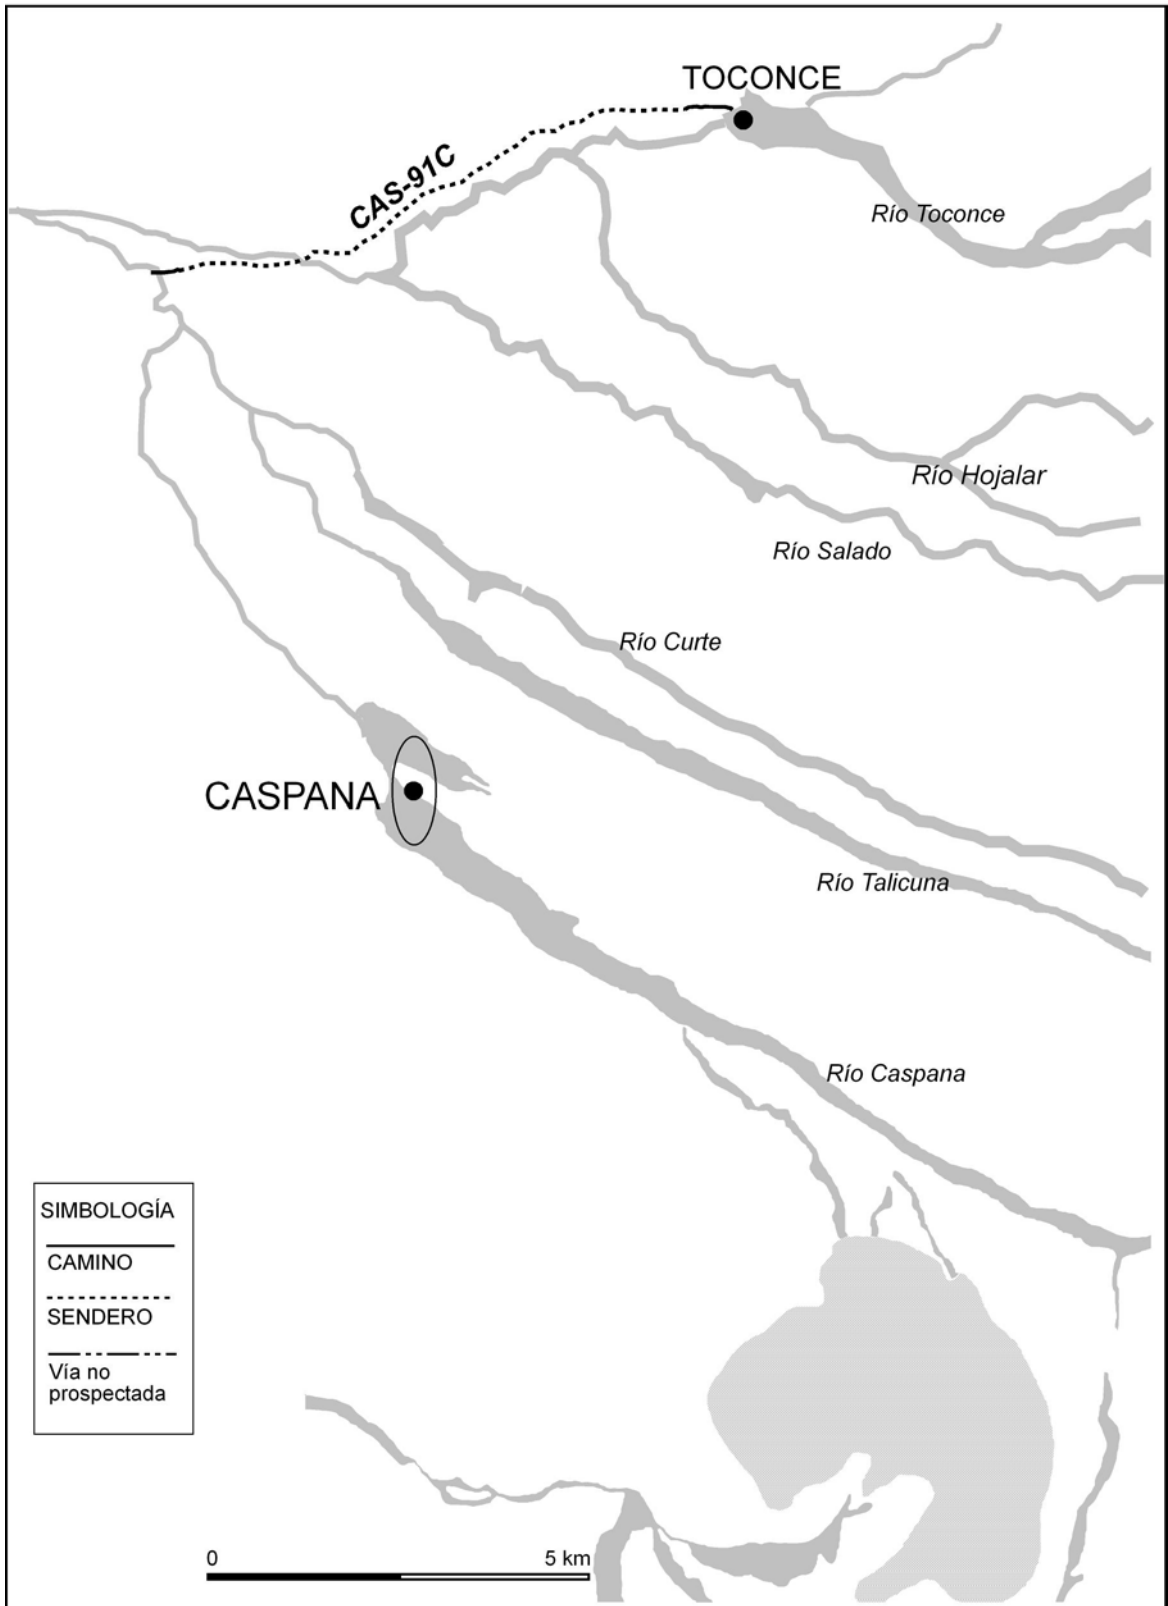 TOCONCE
CAS-91C
Río Toconce
Río Hojalar
Río Salado
Río Curte
CASPANA
Río Talicuna
Río Caspana
SIMBOLOGÍA
CAMINO
SENDERO
Vía no
prospectada
0 5 km